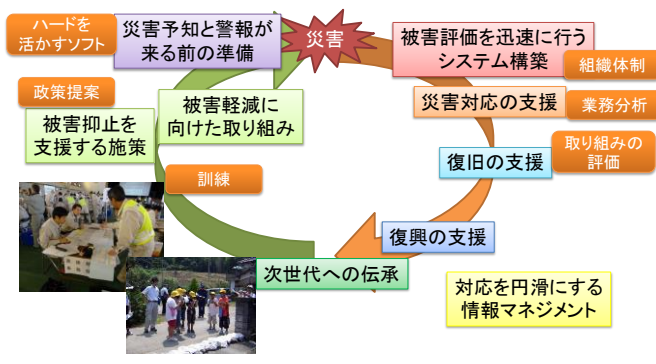 ハードを
活かすソフト
災害予知と警報が
来る前の準備
災害
被害評価を迅速に行う
システム構築
組織体制
政策提案
被害抑止を
支援する施策
被害軽減に
向けた取り組み
災害対応の支援
業務分析
復旧の支援
取り組みの
評価
訓練
復興の支援
次世代への伝承
対応を円滑にする
情報マネジメント